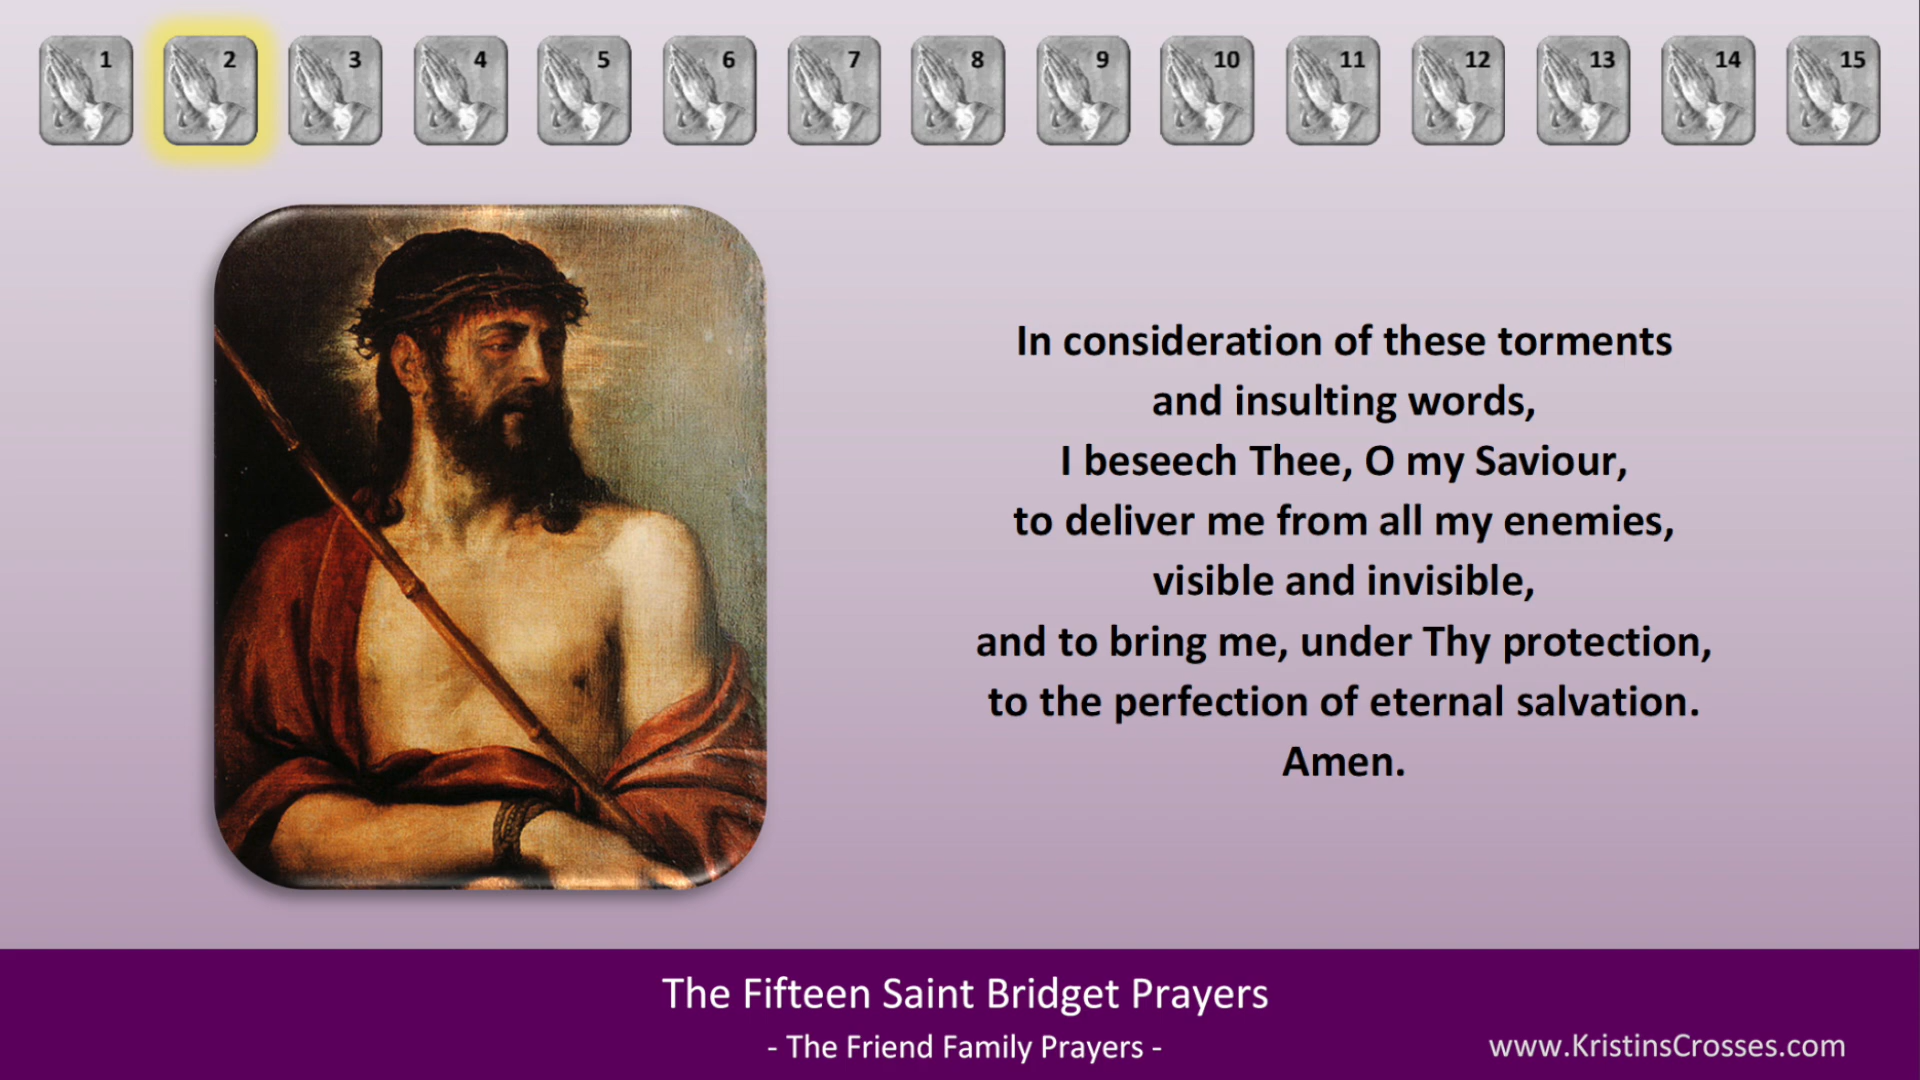 1 2 3 4 5 6 7 8 9 10 11 12 13 14 15
In consideration of these torments
and insulting words,
I beseech Thee, O my Saviour,
to deliver me from all my enemies,
visible and invisible,
and to bring me, under Thy protection,
to the perfection of eternal salvation.
Amen.
The Fifteen Saint Bridget Prayers
- The Friend Family Prayers -
www.KristinsCrosses.com